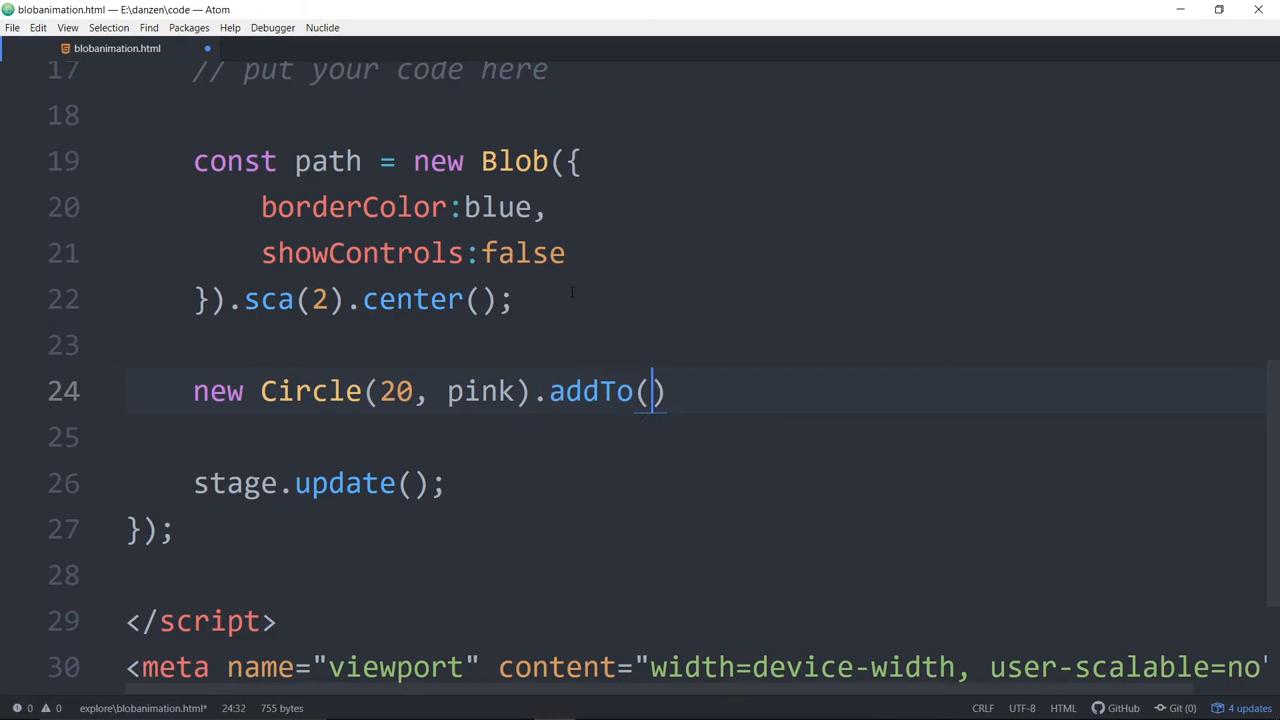 blobanimation.html — E:\danzen\code — Atom
File Edit View Selection Find Packages Help Debugger Nuclide
blobanimation.html
17 // put your code here
18
19 const path = new Blob({
20 borderColor:blue,
21 showControls:false
22 }).sca(2).center();
23
24 new Circle(20, pink).addTo()
25
26 stage.update();
27 });
28
29 </script>
30 <meta name="viewport" content="width=device-width, user-scalable=no"
0 0 explore\blobanimation.html* 24:32 755 bytes CRLF UTF-8 HTML GitHub Git (0) 4 updates